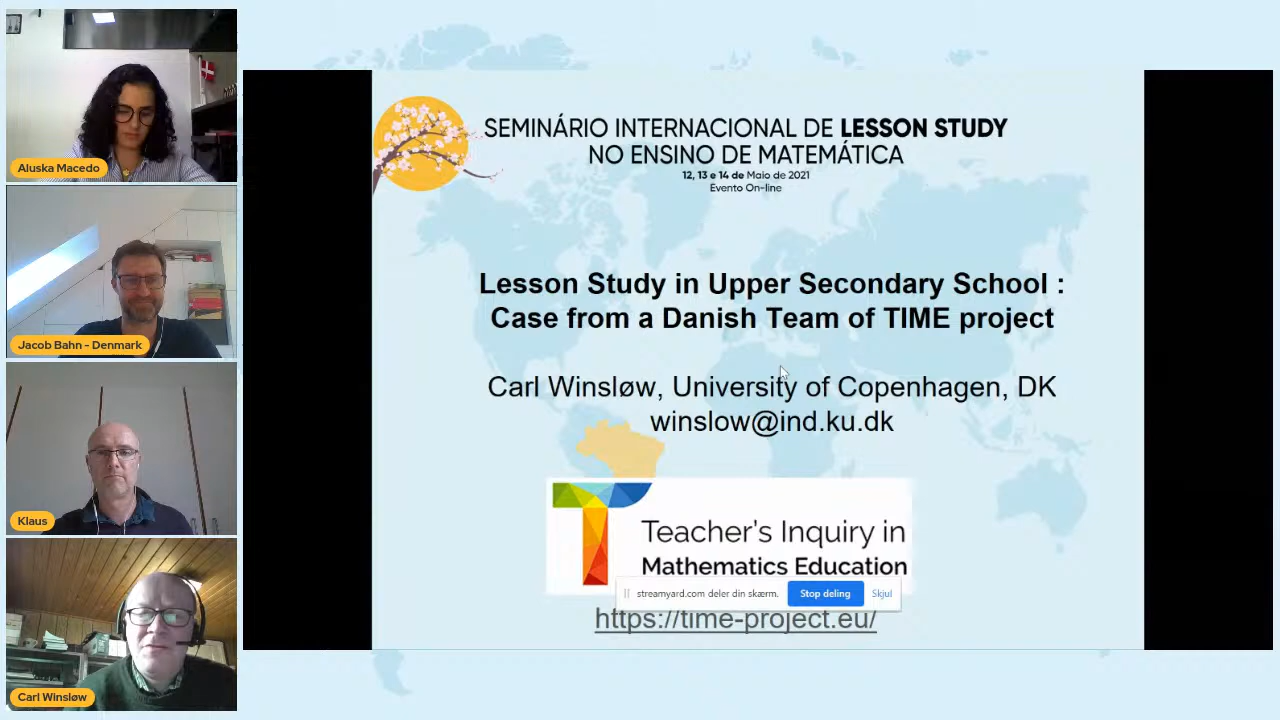 Aluska Macedo
Jacob Bahn - Denmark
Klaus
Carl Winsløw
SEMINÁRIO INTERNACIONAL DE LESSON STUDY
NO ENSINO DE MATEMÁTICA
12, 13 e 14 de Maio de 2021
Evento On-line
Lesson Study in Upper Secondary School :
Case from a Danish Team of TIME project
Carl Winsløw, University of Copenhagen, DK
winslow@ind.ku.dk
Teacher's Inquiry in
Mathematics Education
streamyard.com deler din skærm. Stop deling Skjul
https://time-project.eu/